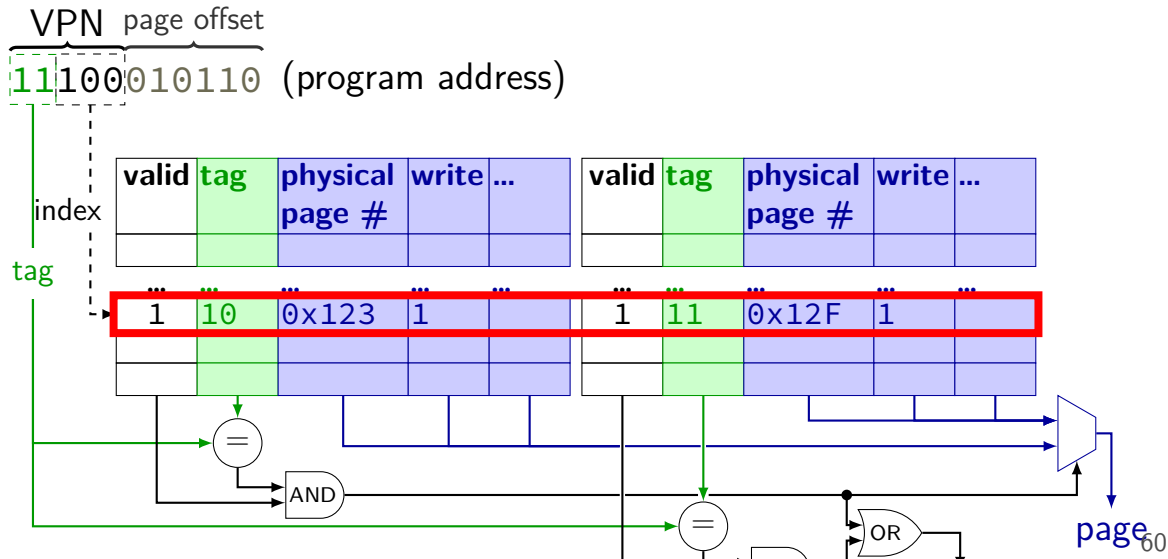 VPN page offset
11100010110 (program address)
valid tag physical page # write ... valid tag physical page # write ...
index
tag
... ... ... ... ... ... ... ... ... ...
1 10 0x123 1 1 11 0x12F 1
=
AND
=
OR
page
60